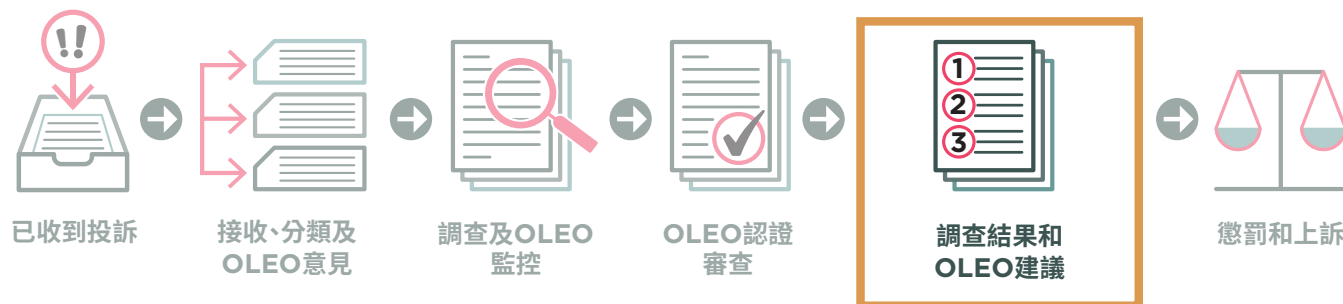 !!
1
2
3
已收到投訴
接收、分類及
OLEO意見
調查及OLEO
監控
OLEO認證
審查
調查結果和
OLEO建議
懲罰和上訴